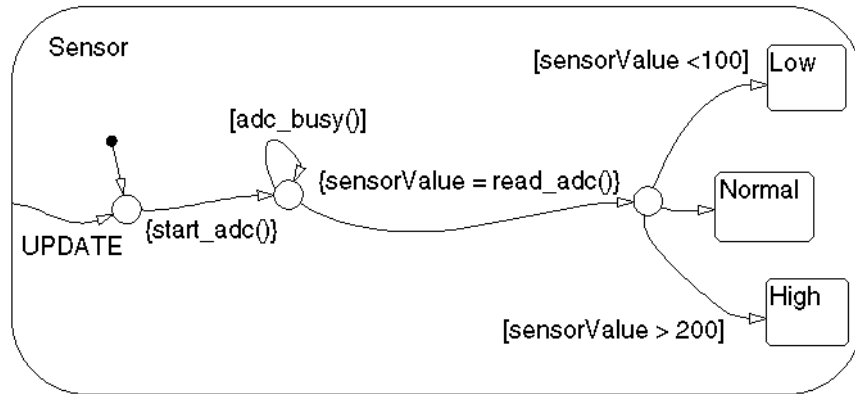 Sensor
[sensorValue <100]
Low
[adc_busy()]
{sensorValue = read_adc()}
Normal
{start_adc()}
UPDATE
High
[sensorValue > 200]